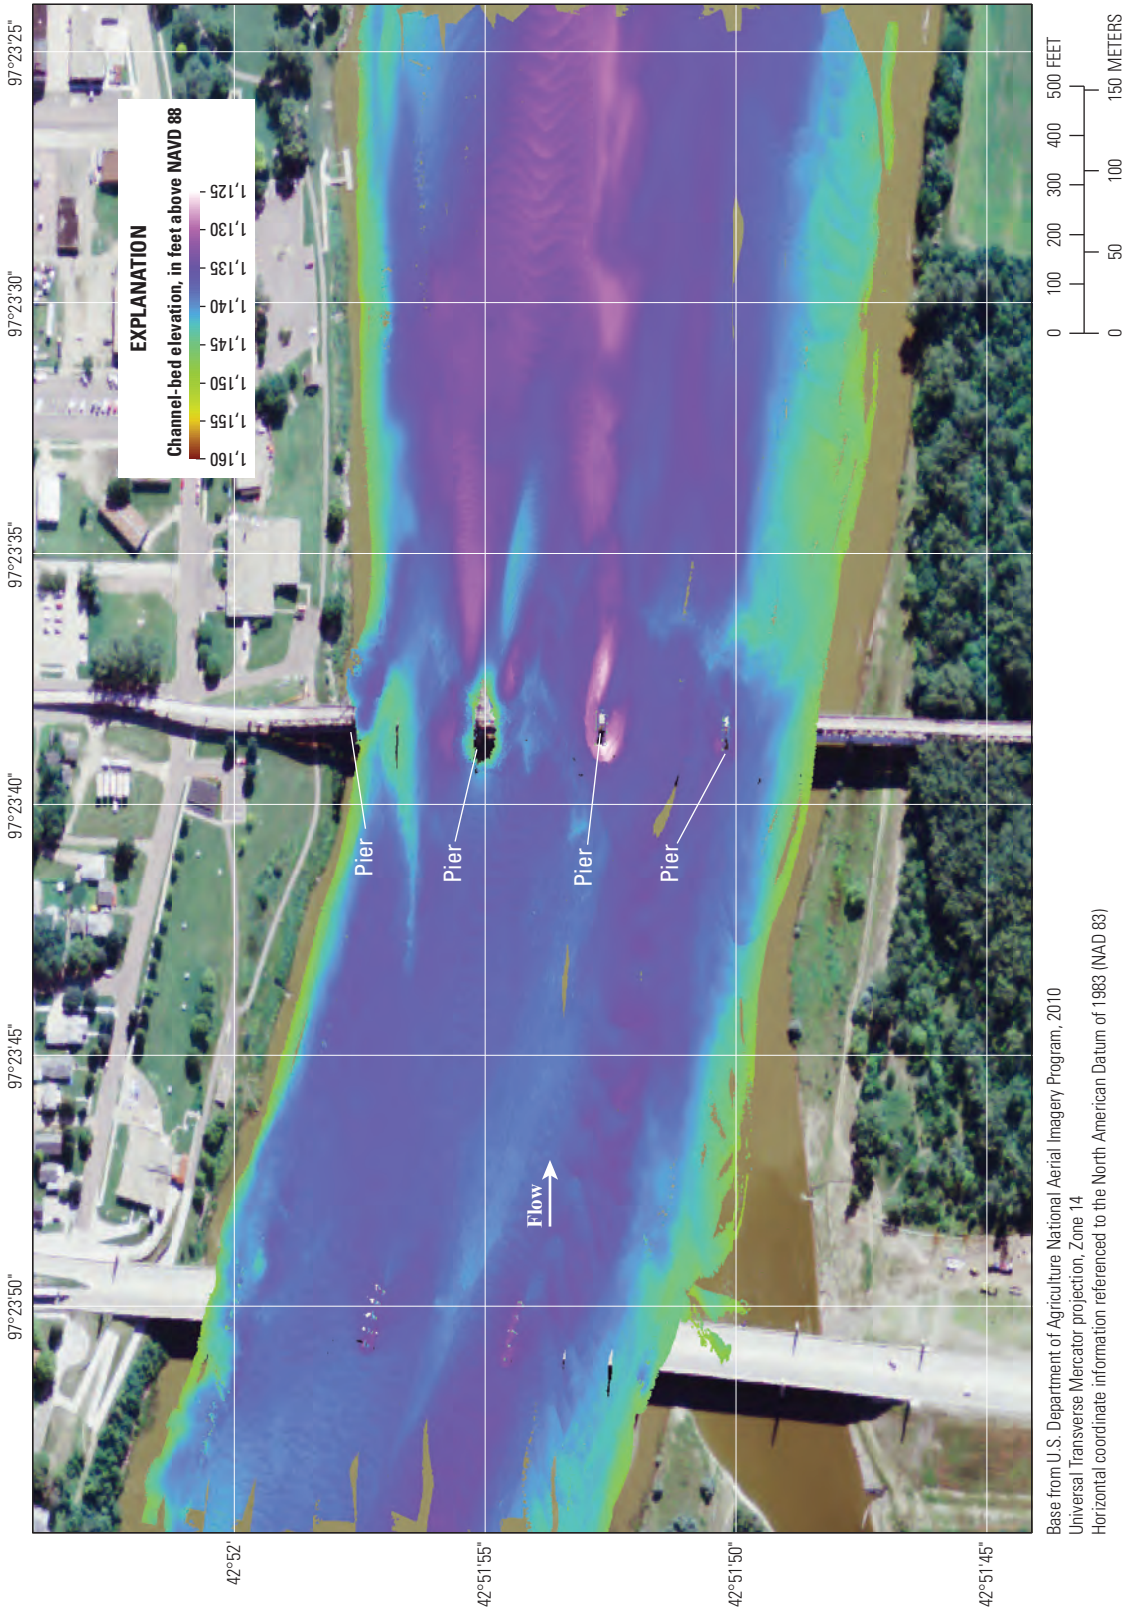 97°23'50"
97°23'45"
97°23'40"
97°23'35"
97°23'30"
97°23'25"
42°52'
42°51'55"
42°51'50"
42°51'45"
EXPLANATION
Channel-bed elevation, in feet above NAVD 88
1,160
1,155
1,150
1,145
1,140
1,135
1,130
1,125
Pier
Pier
Pier
Pier
Flow
Base from U.S. Department of Agriculture National Aerial Imagery Program, 2010
Universal Transverse Mercator projection, Zone 14
Horizontal coordinate information referenced to the North American Datum of 1983 (NAD 83)
0 100 200 300 400 500 FEET
0 50 100 150 METERS